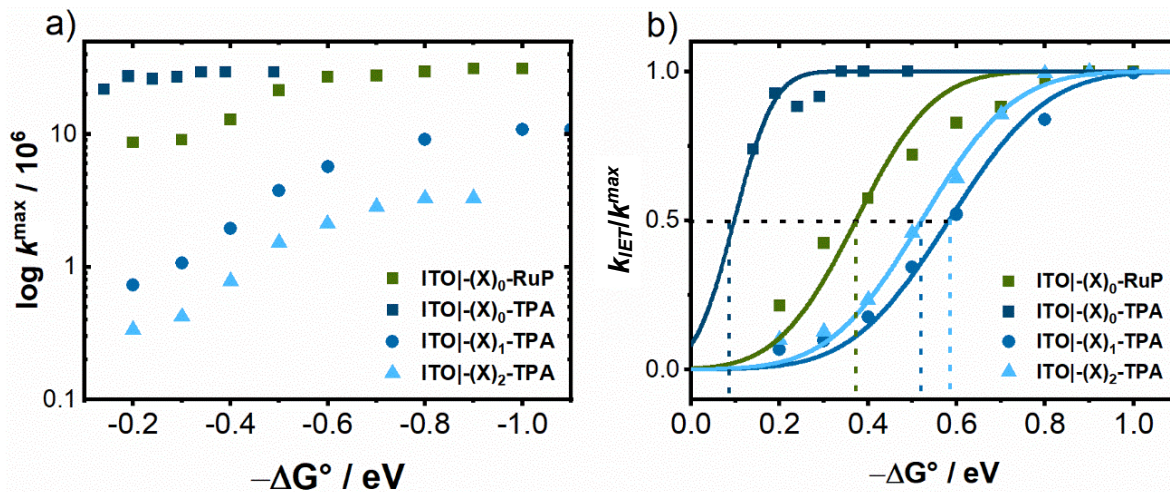 a)
log k^max / 10^6
10
1
0.1
-0.2
-0.4
-0.6
-0.8
-1.0
−ΔG° / eV
ITO|-(X)₀-RuP
ITO|-(X)₀-TPA
ITO|-(X)₁-TPA
ITO|-(X)₂-TPA
b)
k_IET/k^max
1.0
0.5
0.0
0.0
0.2
0.4
0.6
0.8
1.0
−ΔG° / eV
ITO|-(X)₀-RuP
ITO|-(X)₀-TPA
ITO|-(X)₁-TPA
ITO|-(X)₂-TPA